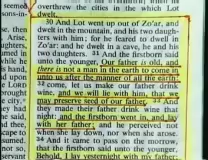 seemed
sons-in-
overthrew the cities in the which Lot
dwelt.
30 And Lot went up out of Zo'ar, and
dwelt in the mountain, and his two daugh-
ters with him; for he feared to dwell in
Zo'ar: and he dwelt in a cave, he and his
two daughters. 31 And the firstborn said
unto the younger, Our father is old, and
there is not a man in the earth to come in
unto us after the manner of all the earth:
32 come, let us make our father drink
wine, and we will lie with him, that we
may preserve seed of our father. 33 And
they made their father drink wine that
night: and the firstborn went in, and lay
with her father; and he perceived not
when she lay down, nor when she arose.
34 And it came to pass on the morrow,
that the firstborn said unto the younger,
Behold, I lay yesternight with my father: